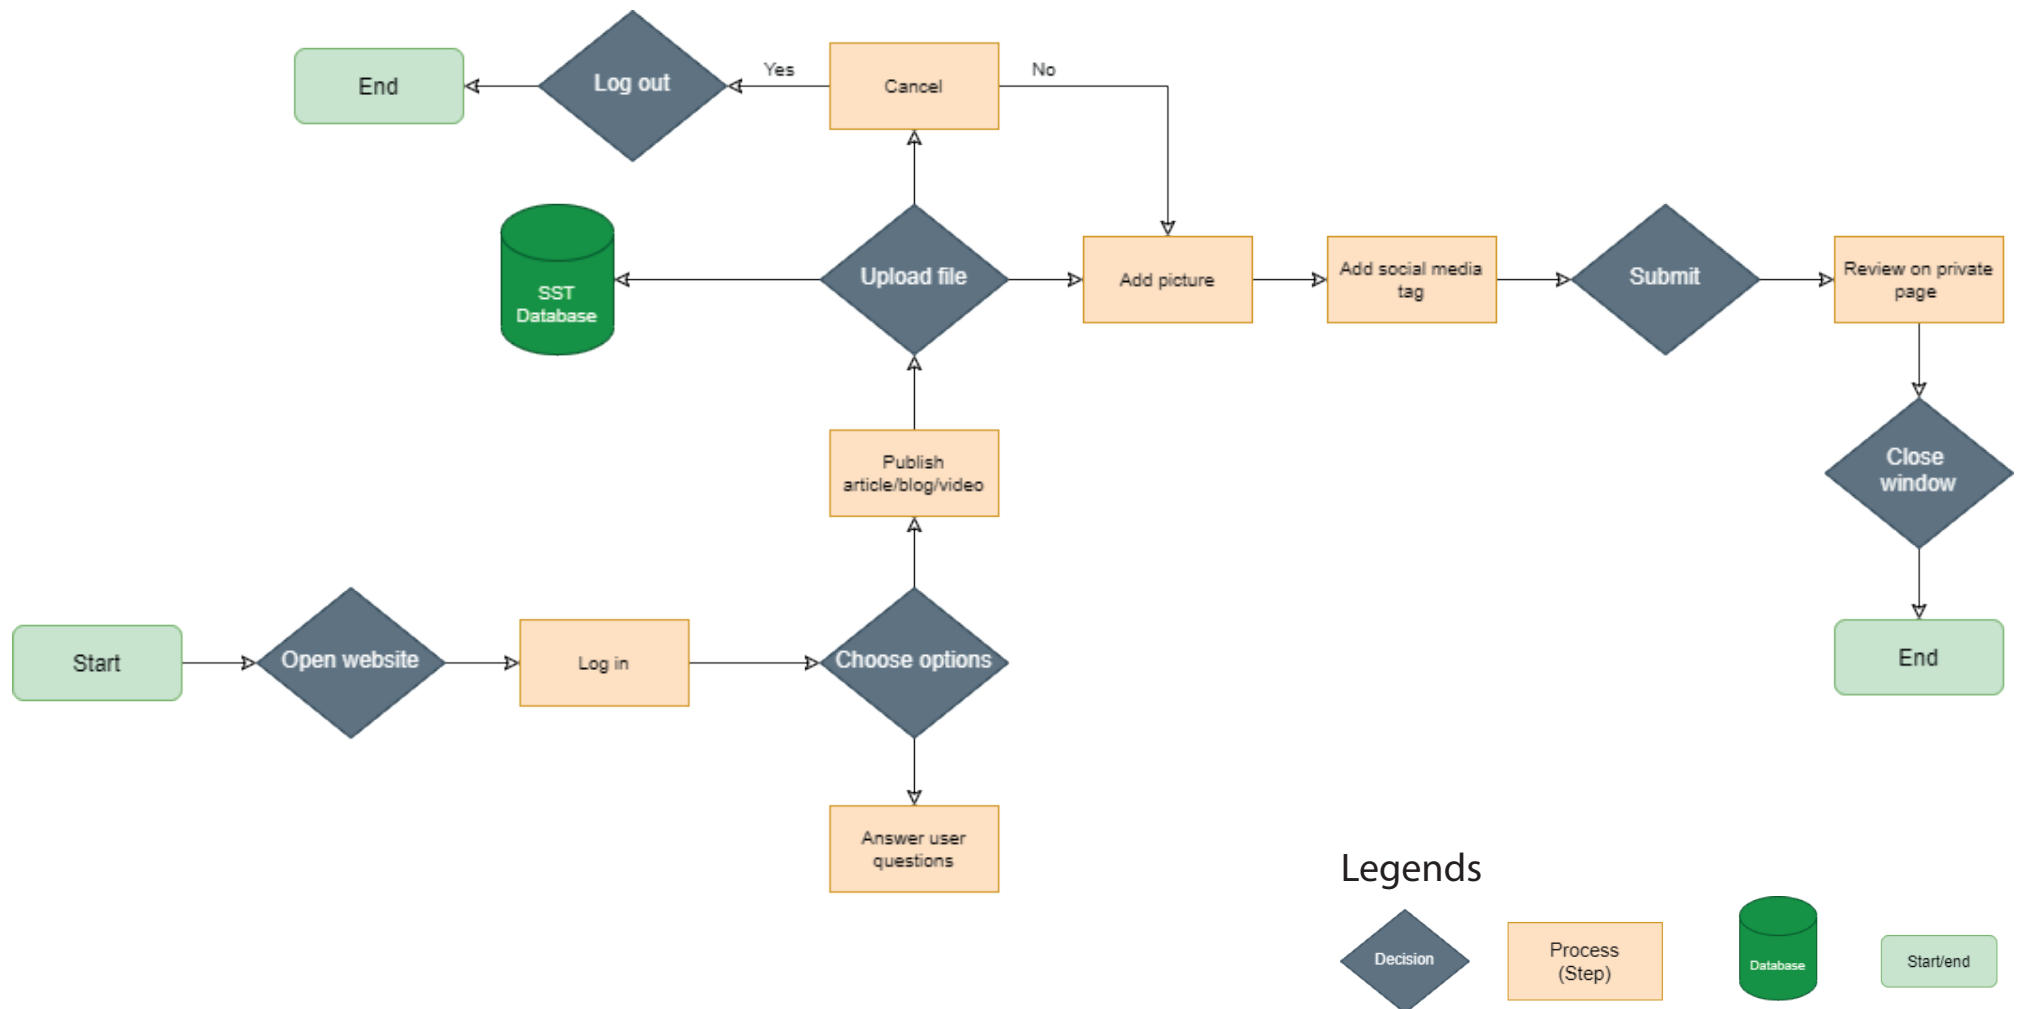 End
Log out
Yes
Cancel
No
SST
Database
Upload file
Add picture
Add social media
tag
Submit
Review on private
page
Publish
article/blog/video
Close
window
Start
Open website
Log in
Choose options
End
Answer user
questions
Legends
Decision
Process
(Step)
Database
Start/end